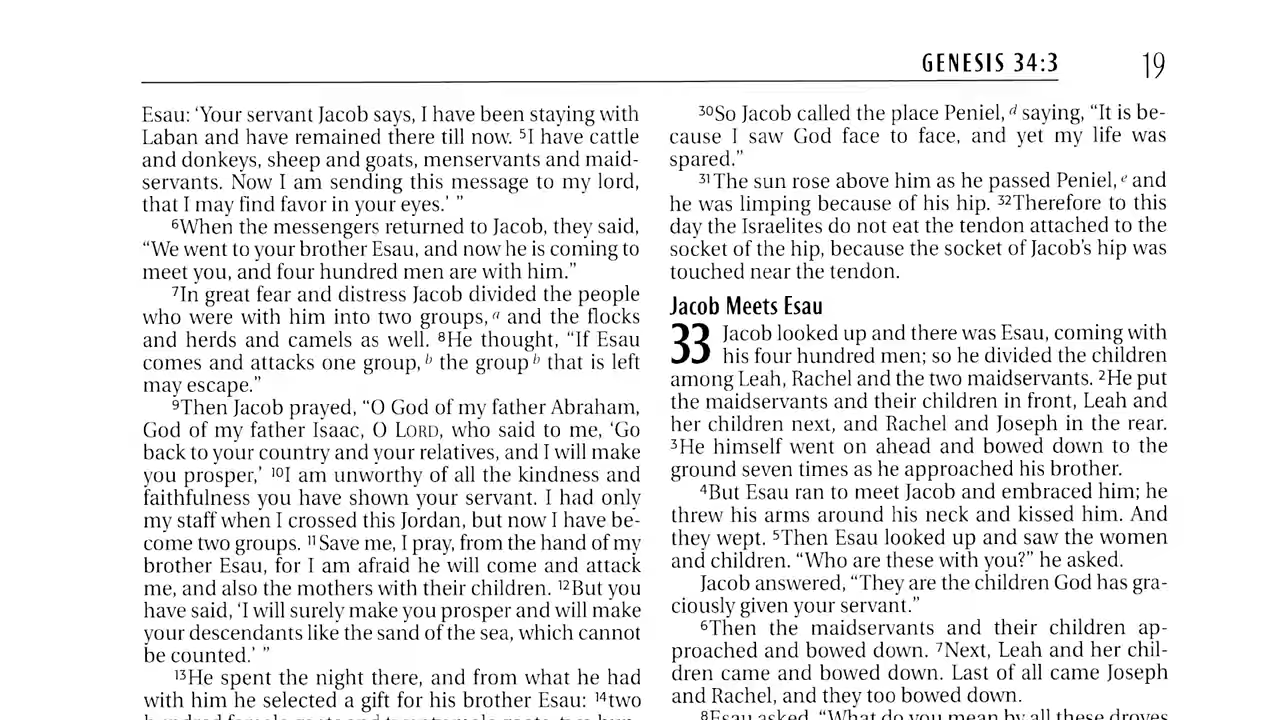 GENESIS 34:3 19
Esau: ‘Your servant Jacob says, I have been staying with
Laban and have remained there till now. 5I have cattle
and donkeys, sheep and goats, menservants and maid-
servants. Now I am sending this message to my lord,
that I may find favor in your eyes.’ ”
6When the messengers returned to Jacob, they said,
“We went to your brother Esau, and now he is coming to
meet you, and four hundred men are with him.”
7In great fear and distress Jacob divided the people
who were with him into two groups, a and the flocks
and herds and camels as well. 8He thought, “If Esau
comes and attacks one group, b the group b that is left
may escape.”
9Then Jacob prayed, “O God of my father Abraham,
God of my father Isaac, O LORD, who said to me, ‘Go
back to your country and your relatives, and I will make
you prosper,’ 10I am unworthy of all the kindness and
faithfulness you have shown your servant. I had only
my staff when I crossed this Jordan, but now I have be-
come two groups. 11Save me, I pray, from the hand of my
brother Esau, for I am afraid he will come and attack
me, and also the mothers with their children. 12But you
have said, ‘I will surely make you prosper and will make
your descendants like the sand of the sea, which cannot
be counted.’ ”
13He spent the night there, and from what he had
with him he selected a gift for his brother Esau: 14two
30So Jacob called the place Peniel, d saying, “It is be-
cause I saw God face to face, and yet my life was
spared.”
31The sun rose above him as he passed Peniel, e and
he was limping because of his hip. 32Therefore to this
day the Israelites do not eat the tendon attached to the
socket of the hip, because the socket of Jacob’s hip was
touched near the tendon.
Jacob Meets Esau
33 Jacob looked up and there was Esau, coming with
his four hundred men; so he divided the children
among Leah, Rachel and the two maidservants. 2He put
the maidservants and their children in front, Leah and
her children next, and Rachel and Joseph in the rear.
3He himself went on ahead and bowed down to the
ground seven times as he approached his brother.
4But Esau ran to meet Jacob and embraced him; he
threw his arms around his neck and kissed him. And
they wept. 5Then Esau looked up and saw the women
and children. “Who are these with you?” he asked.
Jacob answered, “They are the children God has gra-
ciously given your servant.”
6Then the maidservants and their children ap-
proached and bowed down. 7Next, Leah and her chil-
dren came and bowed down. Last of all came Joseph
and Rachel, and they too bowed down.
8Esau asked, “What do you mean by all these droves